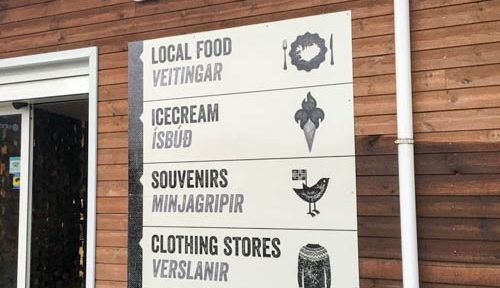 LOCAL FOOD
VEITINGAR
ICECREAM
ÍSBÚÐ
SOUVENIRS
MINJAGRIPIR
CLOTHING STORES
VERSLANIR